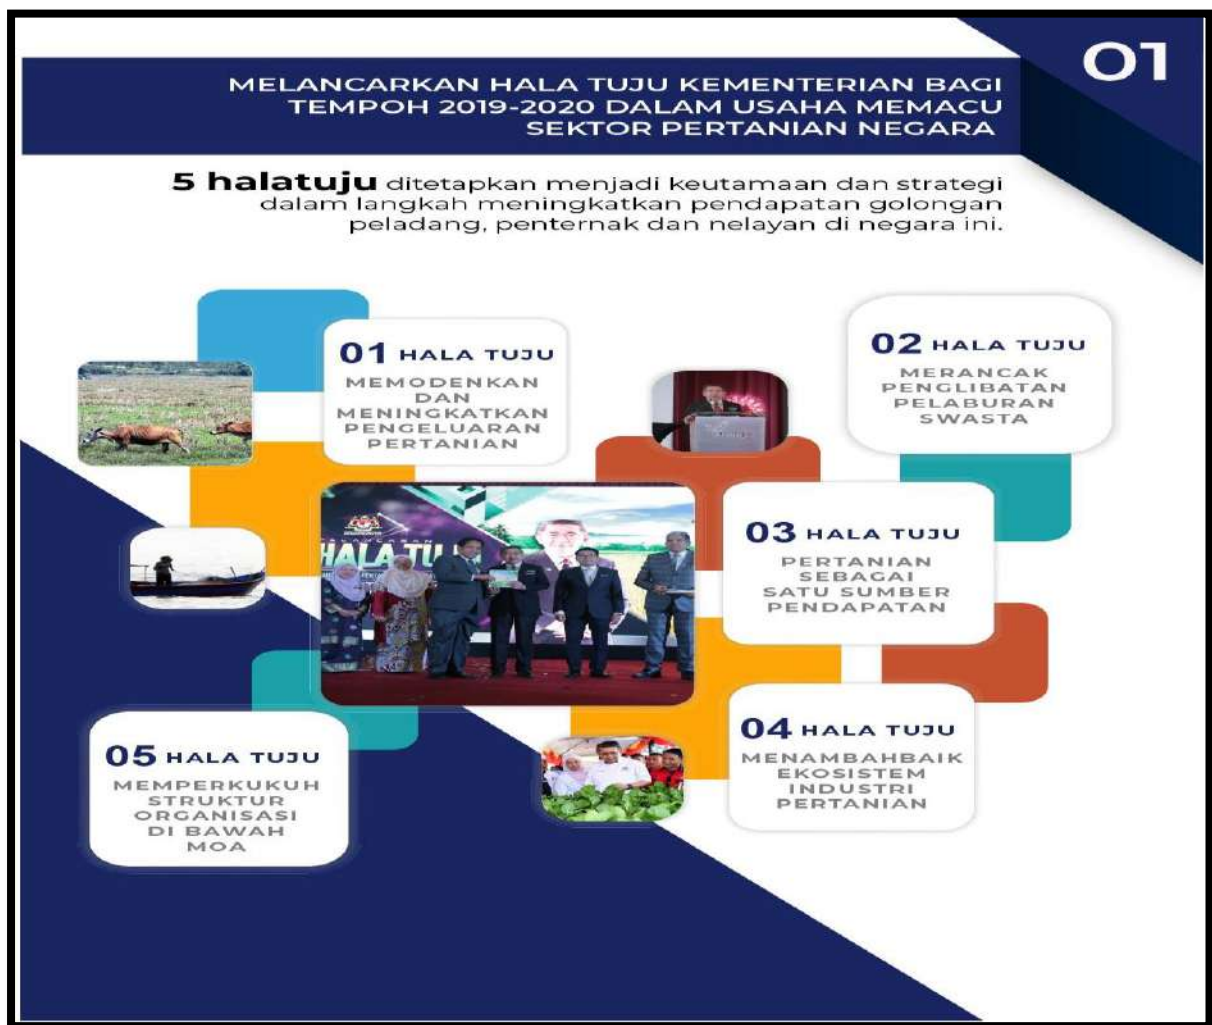 01
MELANCARKAN HALA TUJU KEMENTERIAN BAGI
TEMPOH 2019-2020 DALAM USAHA MEMACU
SEKTOR PERTANIAN NEGARA
5 halatuju ditetapkan menjadi keutamaan dan strategi
dalam langkah meningkatkan pendapatan golongan
peladang, penternak dan nelayan di negara ini.
01 HALA TUJU
MEMODENKAN
DAN
MENINGKATKAN
PENGELUARAN
PERTANIAN
02 HALA TUJU
MERANCAK
PENGLIBATAN
PELABURAN
SWASTA
HALA TUJU
03 HALA TUJU
PERTANIAN
SEBAGAI
SATU SUMBER
PENDAPATAN
04 HALA TUJU
MENAMBAHBAIK
EKOSISTEM
INDUSTRI
PERTANIAN
05 HALA TUJU
MEMPERKUKUH
STRUKTUR
ORGANISASI
DI BAWAH
MOA